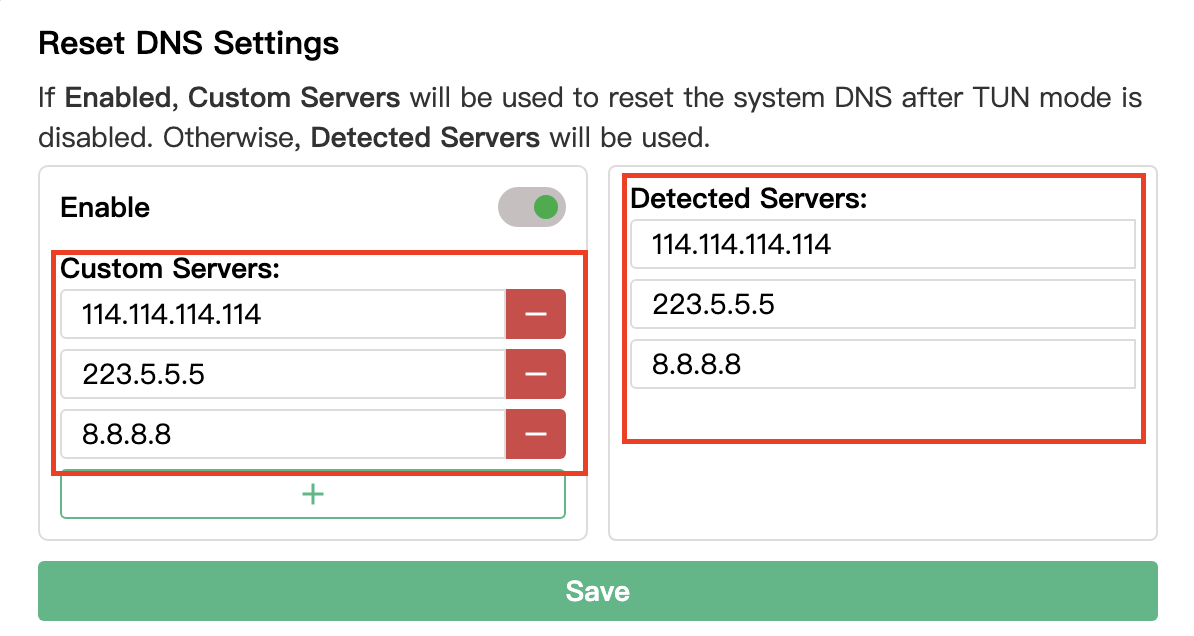 Reset DNS Settings
If Enabled, Custom Servers will be used to reset the system DNS after TUN mode is
disabled. Otherwise, Detected Servers will be used.
Enable
Custom Servers:
114.114.114.114
223.5.5.5
8.8.8.8
+
Detected Servers:
114.114.114.114
223.5.5.5
8.8.8.8
Save